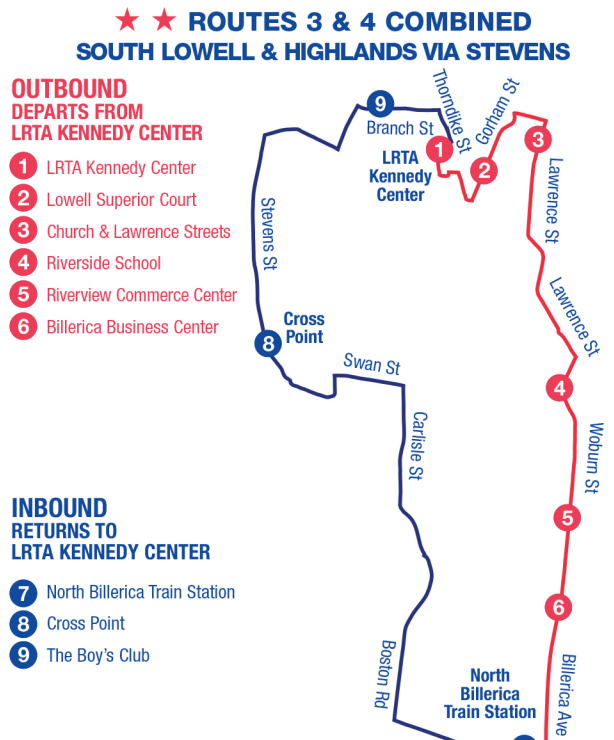 ROUTES 3 & 4 COMBINED
SOUTH LOWELL & HIGHLANDS VIA STEVENS
OUTBOUND
DEPARTS FROM
LRTA KENNEDY CENTER
1 LRTA Kennedy Center
2 Lowell Superior Court
3 Church & Lawrence Streets
4 Riverside School
5 Riverview Commerce Center
6 Billerica Business Center
INBOUND
RETURNS TO
LRTA KENNEDY CENTER
7 North Billerica Train Station
8 Cross Point
9 The Boy's Club
9
Branch St
Thorndike St
Gorham St
1
LRTA
Kennedy
Center
2
3
Lawrence St
Lawrence St
Stevens St
8
Cross
Point
Swan St
Carlisle St
4
Woburn St
5
6
Boston Rd
North
Billerica
Train Station
Billerica Ave